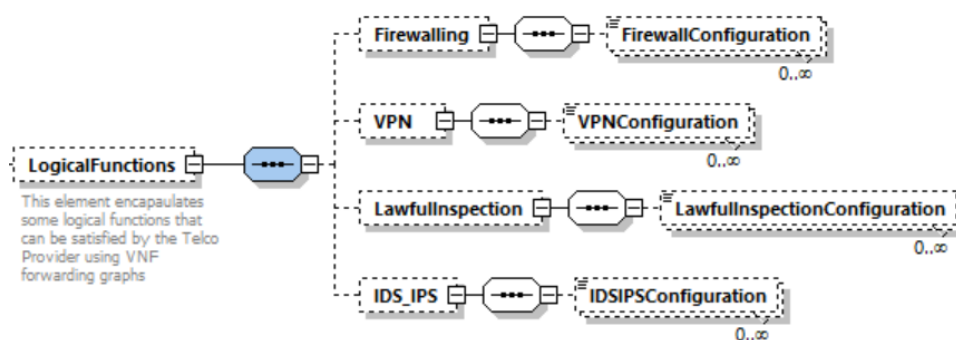 Firewalling
FirewallConfiguration
0..∞
VPN
VPNConfiguration
0..∞
LogicalFunctions
This element encapaulates
some logical functions that
can be satisfied by the Telco
Provider using VNF
forwarding graphs
LawfulInspection
LawfulInspectionConfiguration
0..∞
IDS_IPS
IDSIPSConfiguration
0..∞